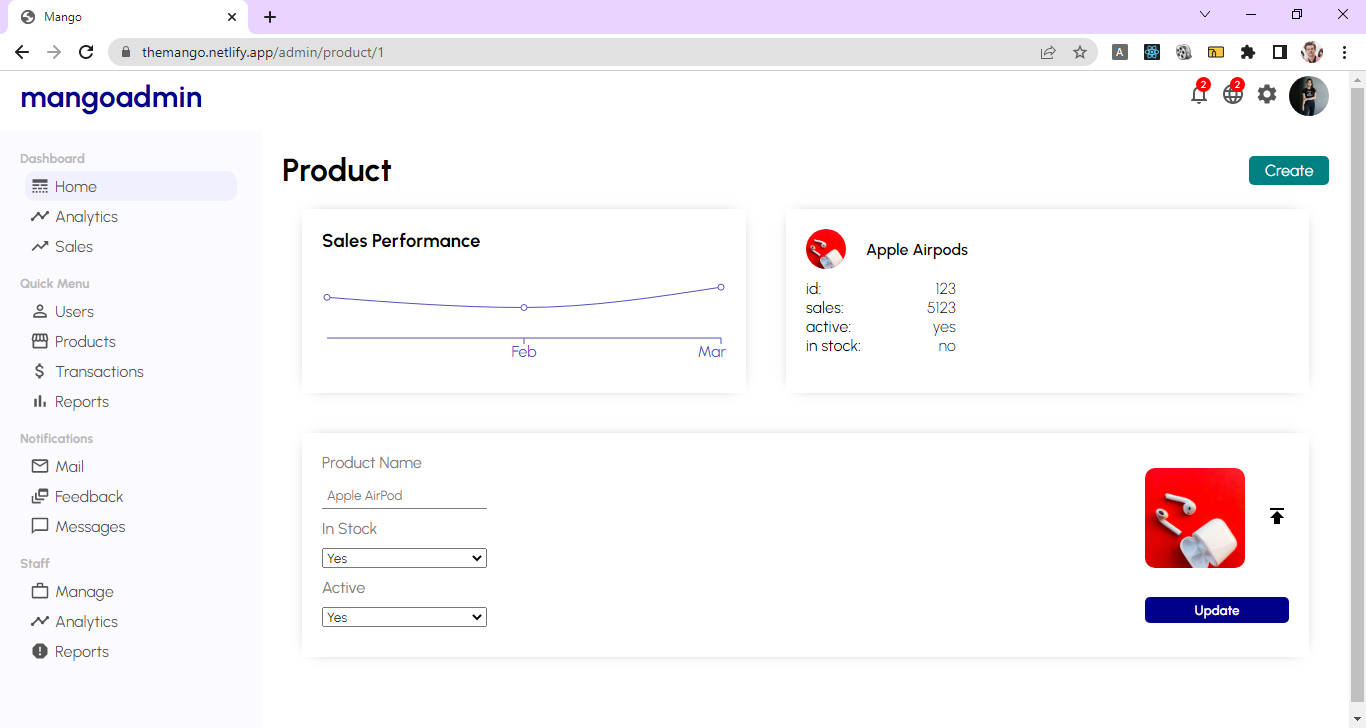 Mango
themango.netlify.app/admin/product/1
A
mangoadmin
2
2
Dashboard
Home
Analytics
Sales
Quick Menu
Users
Products
Transactions
Reports
Notifications
Mail
Feedback
Messages
Staff
Manage
Analytics
Reports
Product
Create
Sales Performance
Feb Mar
Apple Airpods
id: 123
sales: 5123
active: yes
in stock: no
Product Name
Apple AirPod
In Stock
Yes
Active
Yes
Update